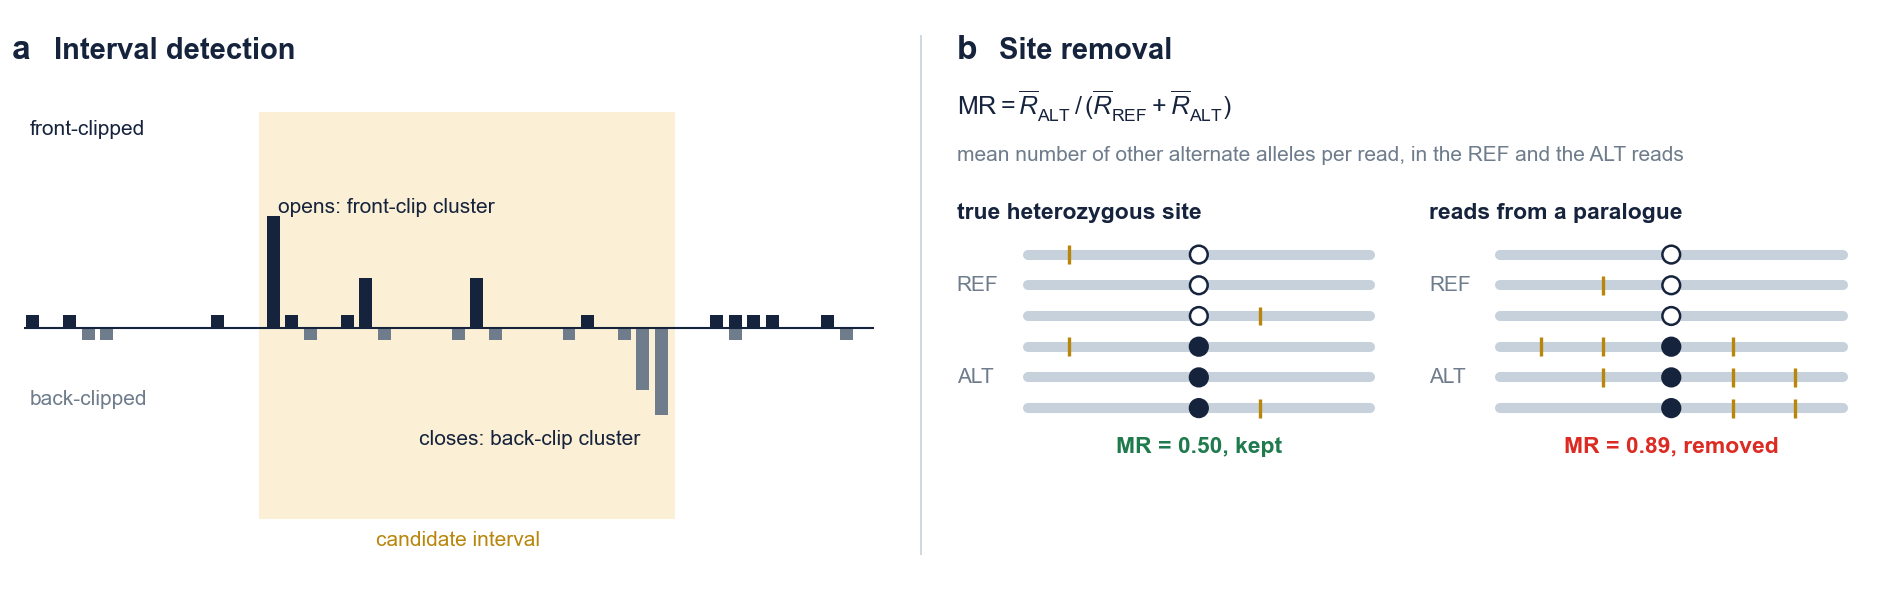 a Interval detection
front-clipped
opens: front-clip cluster
back-clipped
closes: back-clip cluster
candidate interval
b Site removal
MR = R̅ALT / (R̅REF + R̅ALT)
mean number of other alternate alleles per read, in the REF and the ALT reads
true heterozygous site
REF
ALT
MR = 0.50, kept
reads from a paralogue
REF
ALT
MR = 0.89, removed